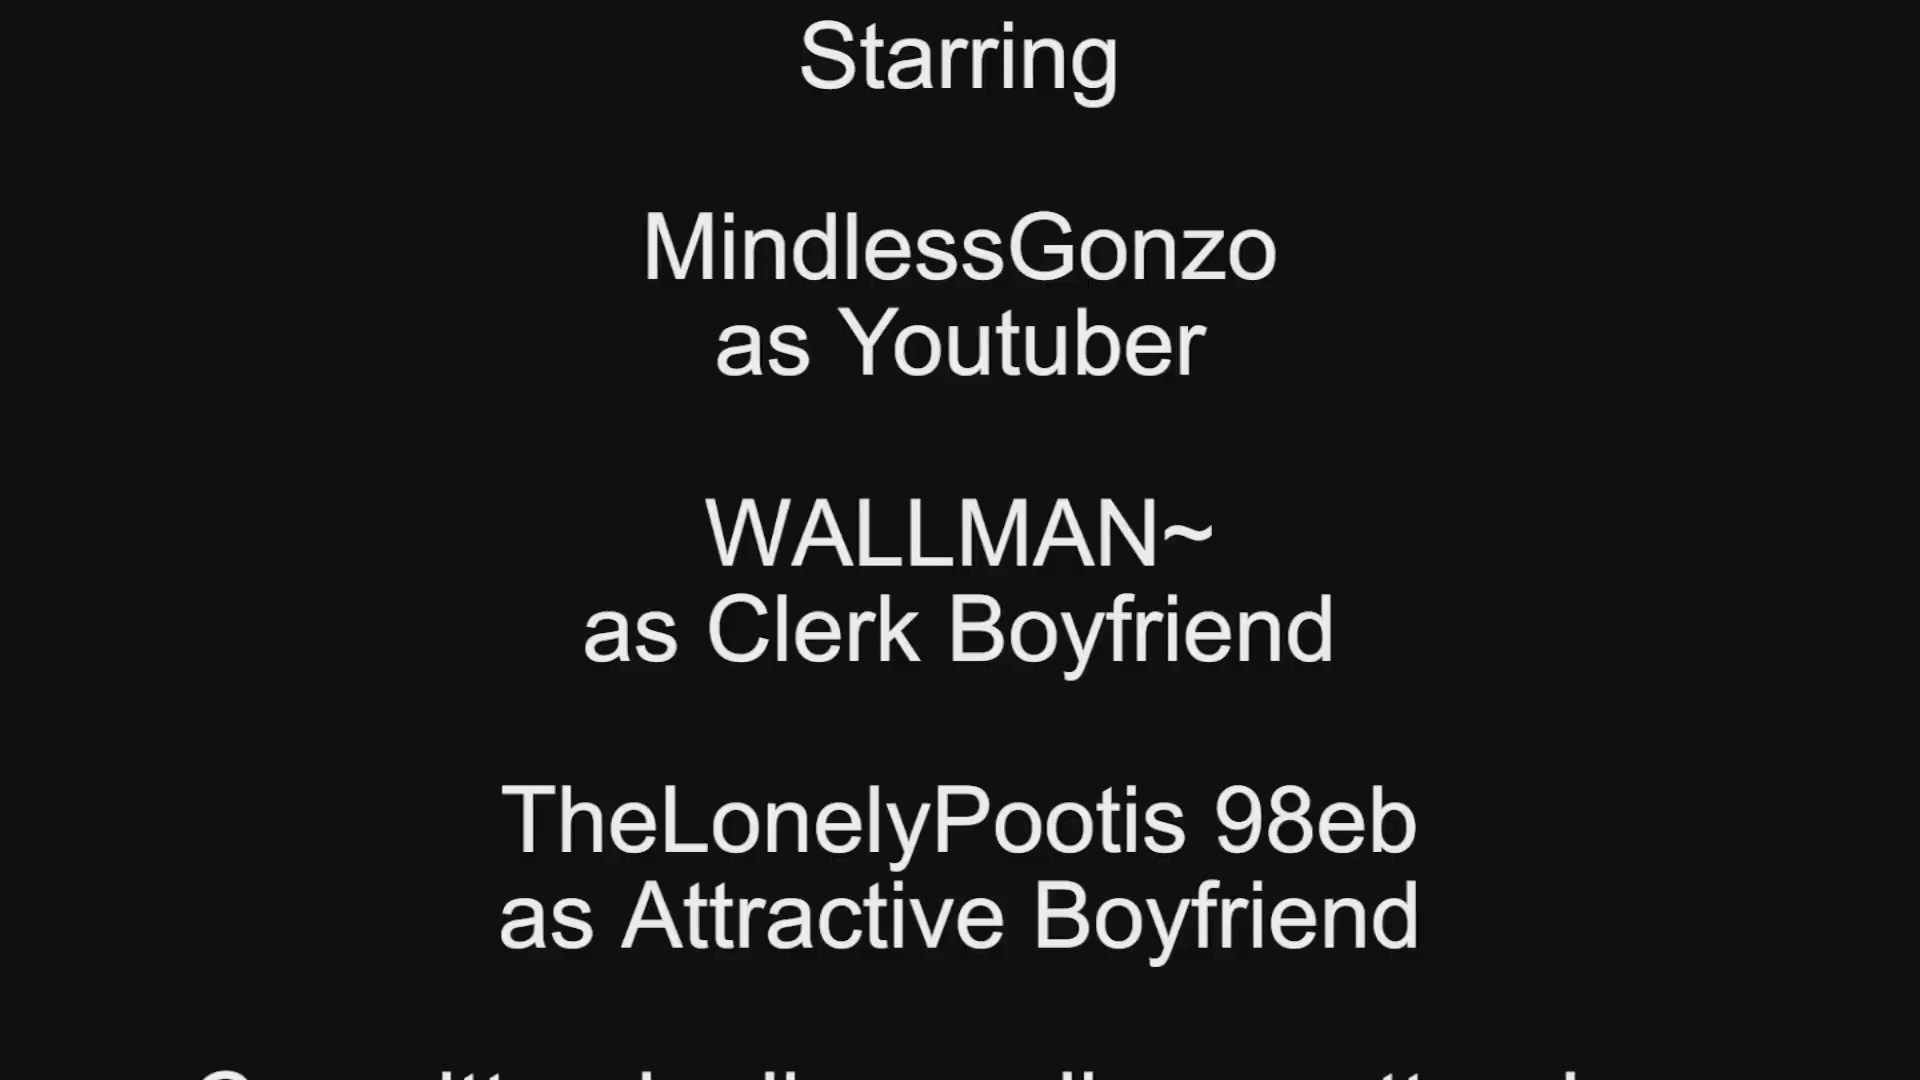 Starring
MindlessGonzo
as Youtuber
WALLMAN~
as Clerk Boyfriend
TheLonelyPootis 98eb
as Attractive Boyfriend